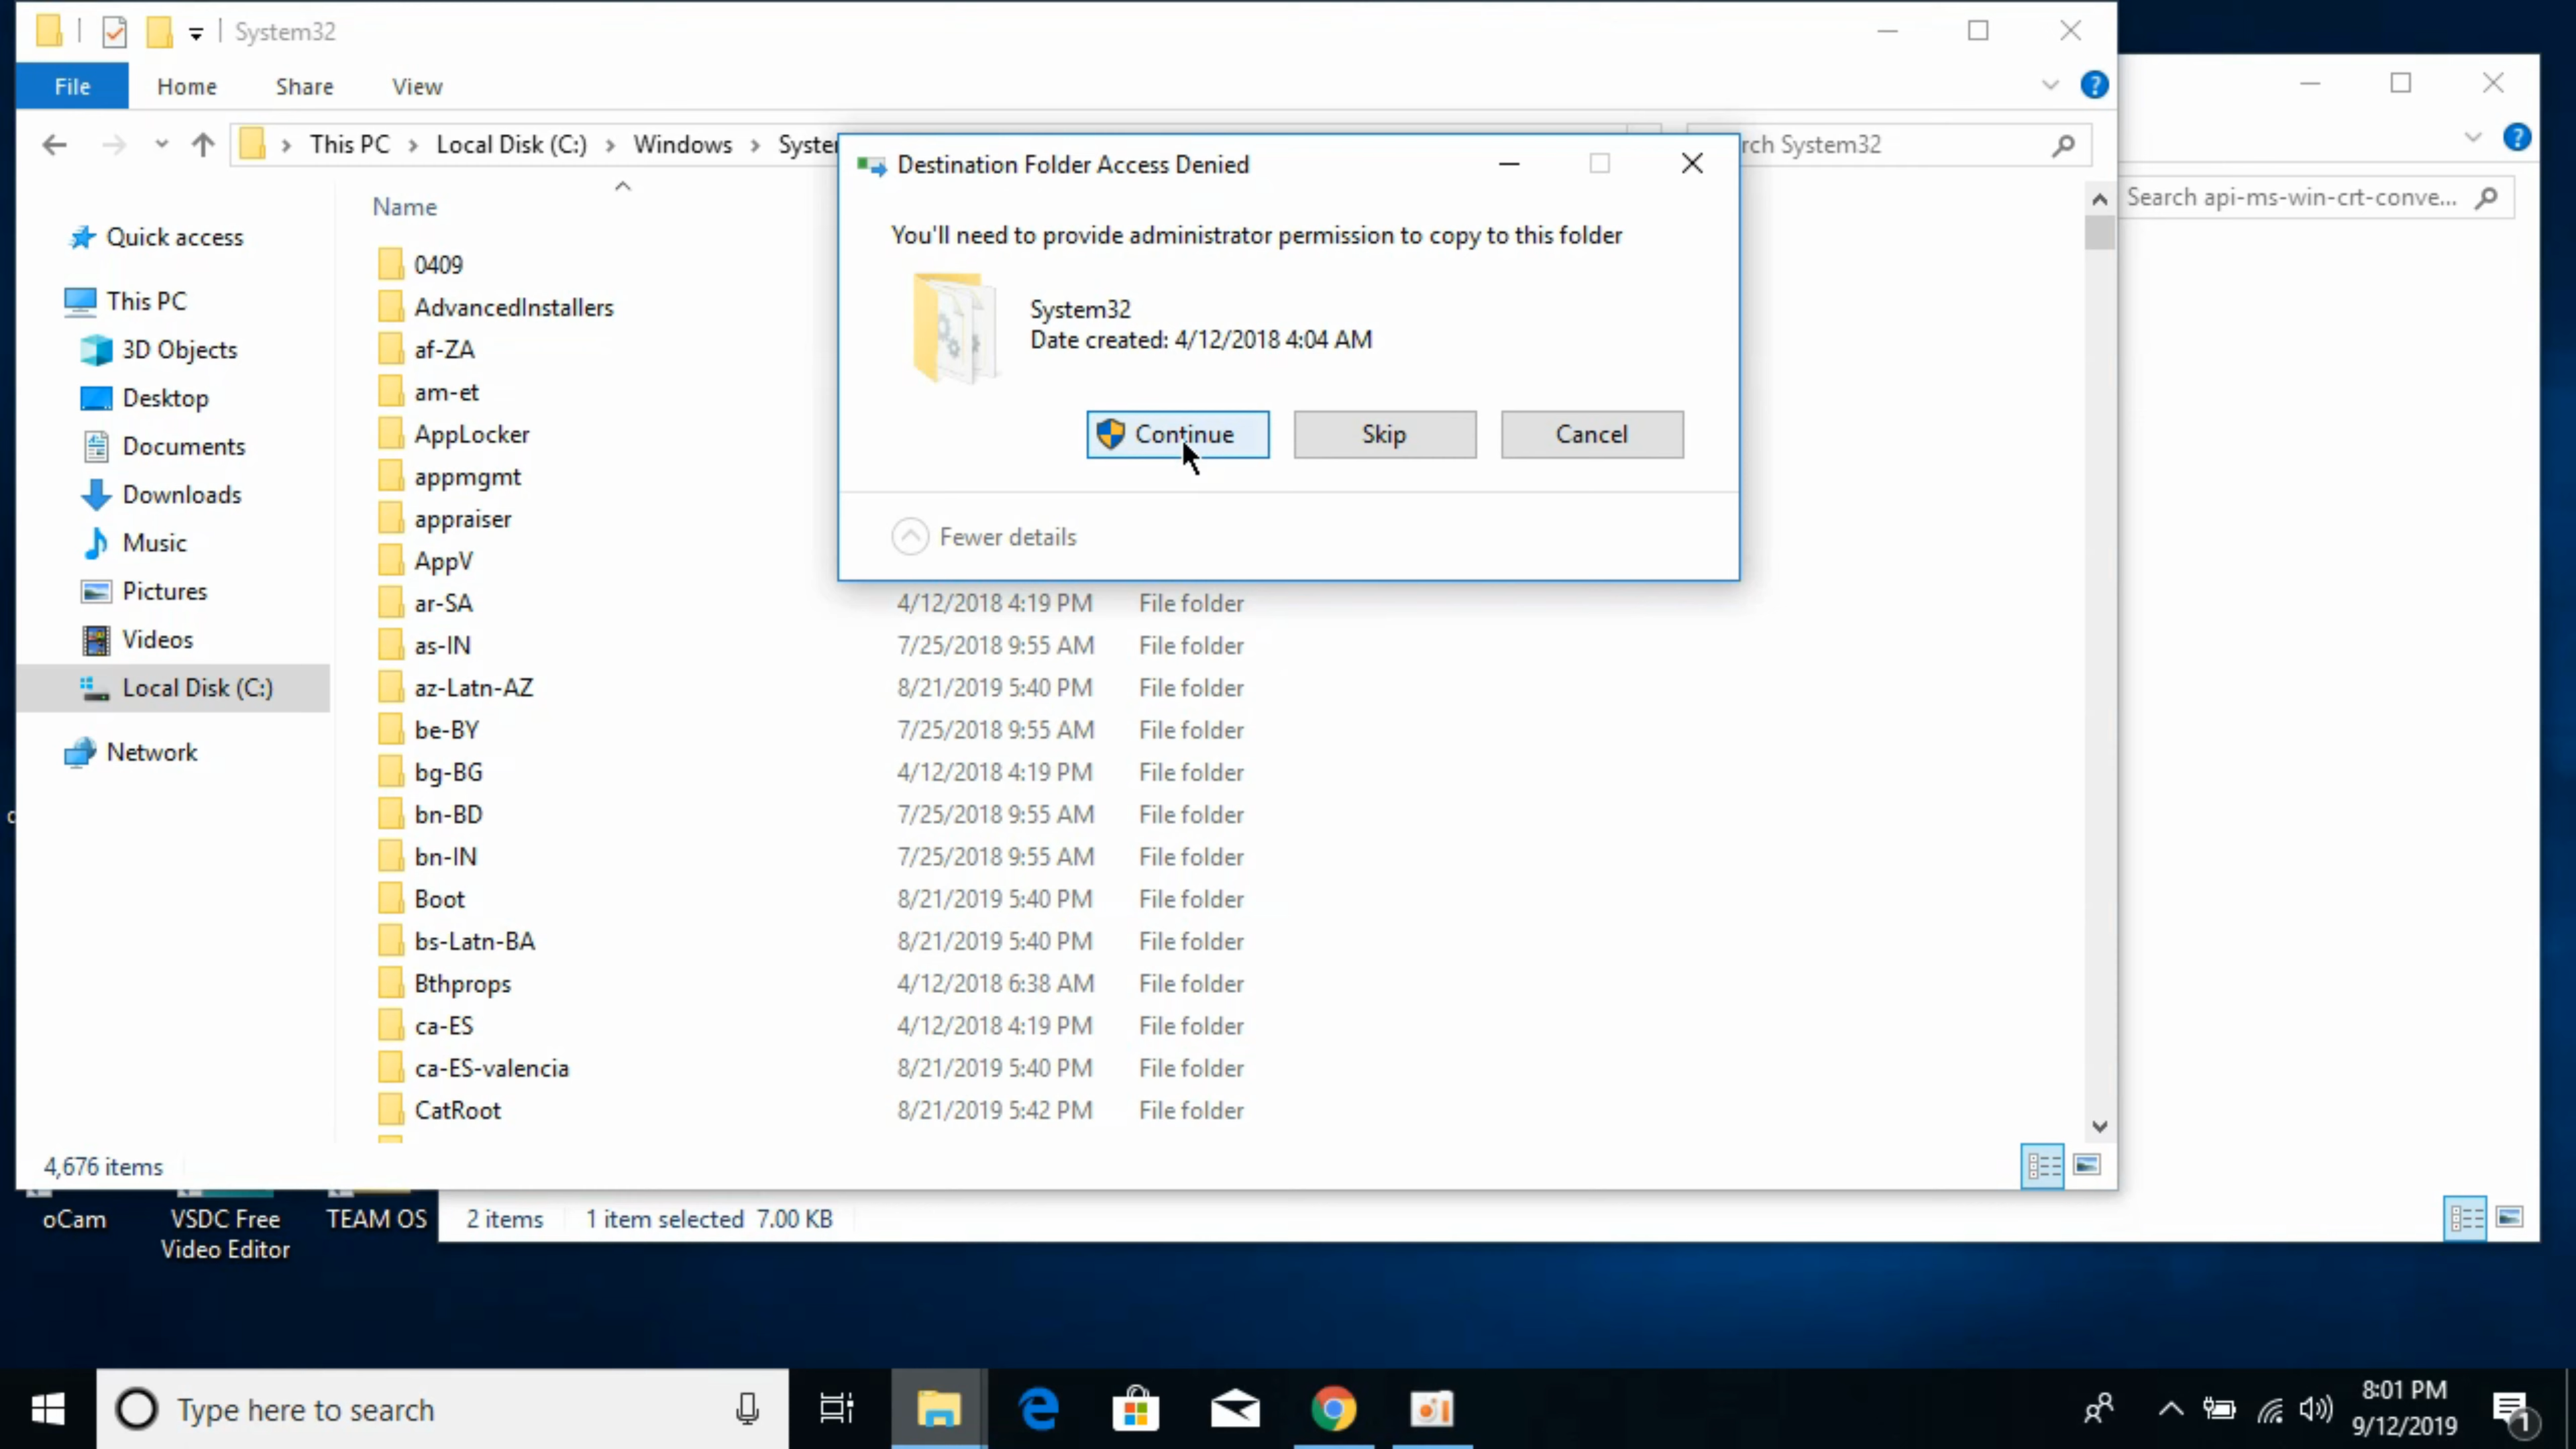 System32
File Home Share View
This PC Local Disk (C:) Windows
rch System32
Search api-ms-win-crt-conve...
Destination Folder Access Denied
You'll need to provide administrator permission to copy to this folder
System32
Date created: 4/12/2018 4:04 AM
Continue Skip Cancel
Fewer details
Quick access
This PC
3D Objects
Desktop
Documents
Downloads
Music
Pictures
Videos
Local Disk (C:)
Network
Name
0409
AdvancedInstallers
af-ZA
am-et
AppLocker
appmgmt
appraiser
AppV
ar-SA 4/12/2018 4:19 PM File folder
as-IN 7/25/2018 9:55 AM File folder
az-Latn-AZ 8/21/2019 5:40 PM File folder
be-BY 7/25/2018 9:55 AM File folder
bg-BG 4/12/2018 4:19 PM File folder
bn-BD 7/25/2018 9:55 AM File folder
bn-IN 7/25/2018 9:55 AM File folder
Boot 8/21/2019 5:40 PM File folder
bs-Latn-BA 8/21/2019 5:40 PM File folder
Bthprops 4/12/2018 6:38 AM File folder
ca-ES 4/12/2018 4:19 PM File folder
ca-ES-valencia 8/21/2019 5:40 PM File folder
CatRoot 8/21/2019 5:42 PM File folder
4,676 items
oCam
VSDC Free
Video Editor
TEAM OS
2 items 1 item selected 7.00 KB
Type here to search
8:01 PM
9/12/2019
1